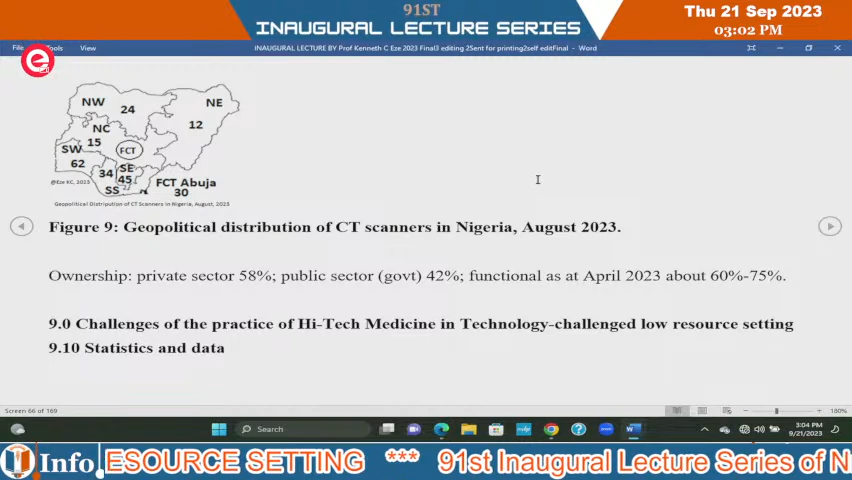 91ST
INAUGURAL LECTURE SERIES
Thu 21 Sep 2023
03:02 PM
File Tools View
INAUGURAL LECTURE BY Prof Kenneth C Eze 2023 Final3 editing 2Sent for printing2self editFinal - Word
e
NW 24 NE
12
NC
15
FCT
SW
62
34
SE
45
SS
FCT Abuja
30
@Eze KC, 2023
Geopolitical Distribution of CT Scanners in Nigeria, August, 2023
Figure 9: Geopolitical distribution of CT scanners in Nigeria, August 2023.
Ownership: private sector 58%; public sector (govt) 42%; functional as at April 2023 about 60%-75%.
9.0 Challenges of the practice of Hi-Tech Medicine in Technology-challenged low resource setting
9.10 Statistics and data
Screen 66 of 169
180%
Search
3:04 PM
9/21/2023
Info.
ESOURCE SETTING *** 91st Inaugural Lecture Series of N